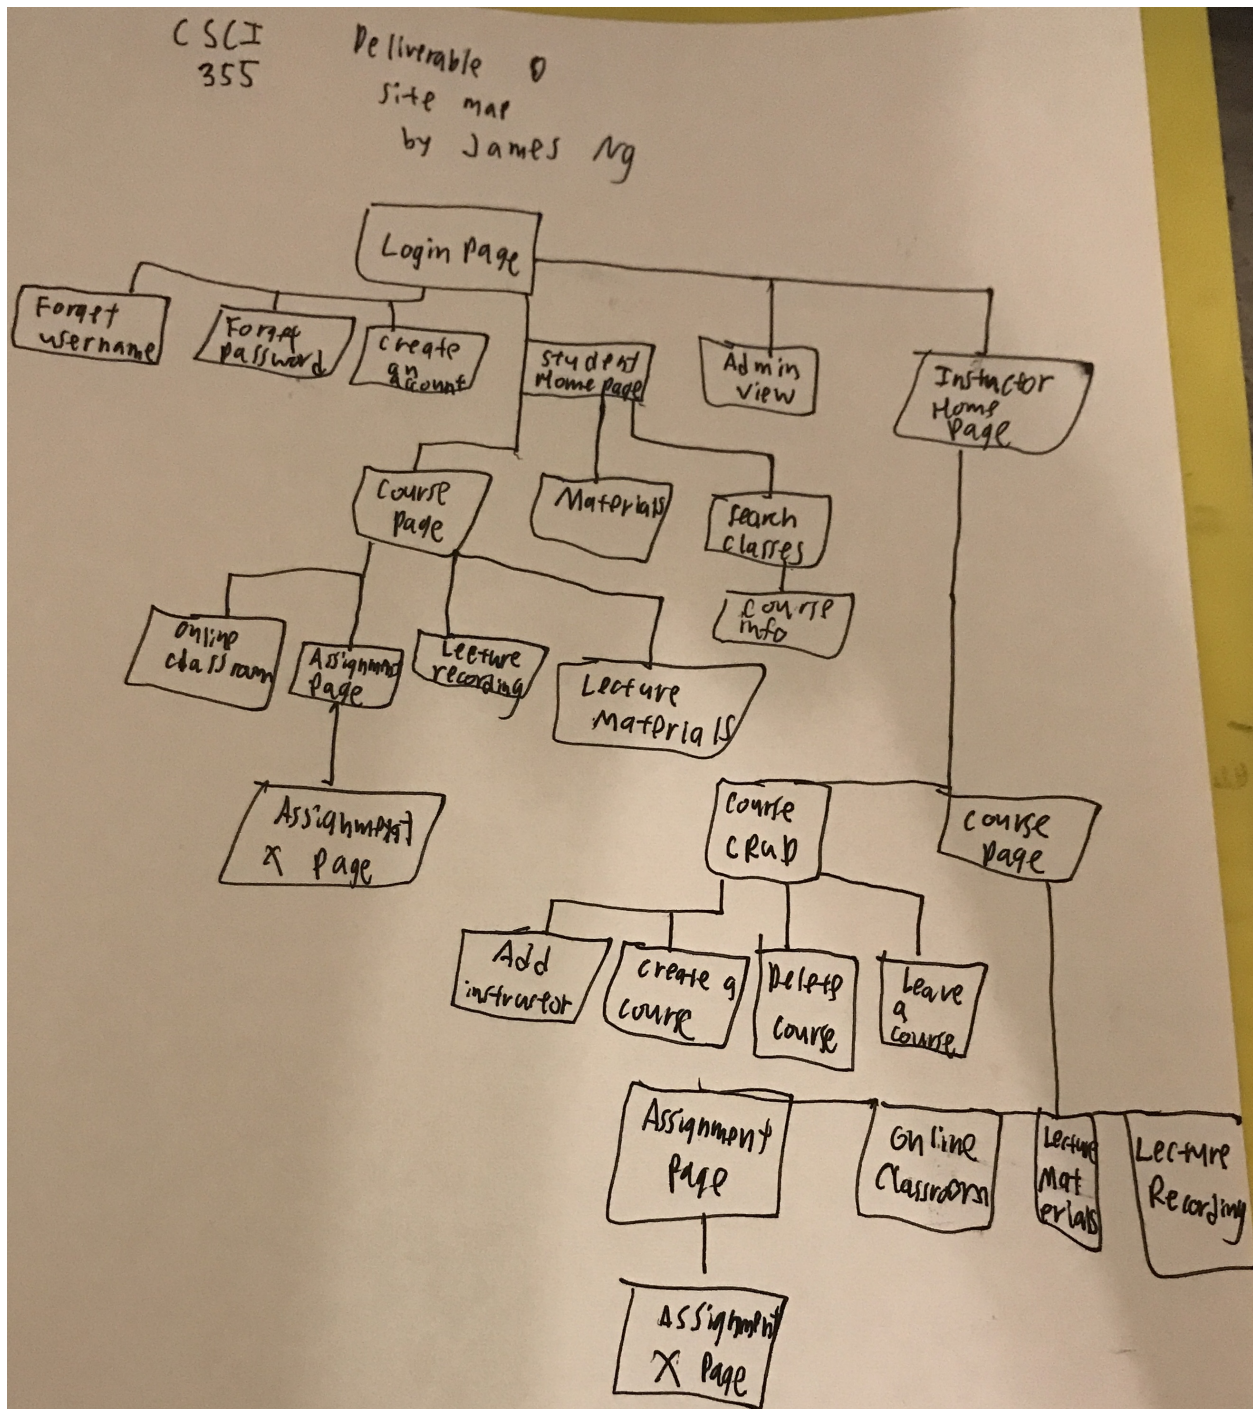 CSCI
355
Deliverable 0
site map
by James Ng
Login Page
Forget
username
Forget
password
Create
an
account
Student
Home page
Admin
View
Instuctor
Home
Page
Course
Page
Materials
Search
classes
Course
info
Online
classroom
Assignment
Page
Lecture
recording
Lecture
Materials
Assignment
X Page
Course
CRUD
Course
Page
Add
instructor
Create a
course
Delete
course
Leave
a
course
Assignment
Page
Online
Classroom
Lecture
Mat
erials
Lecture
Recording
Assignment
X Page